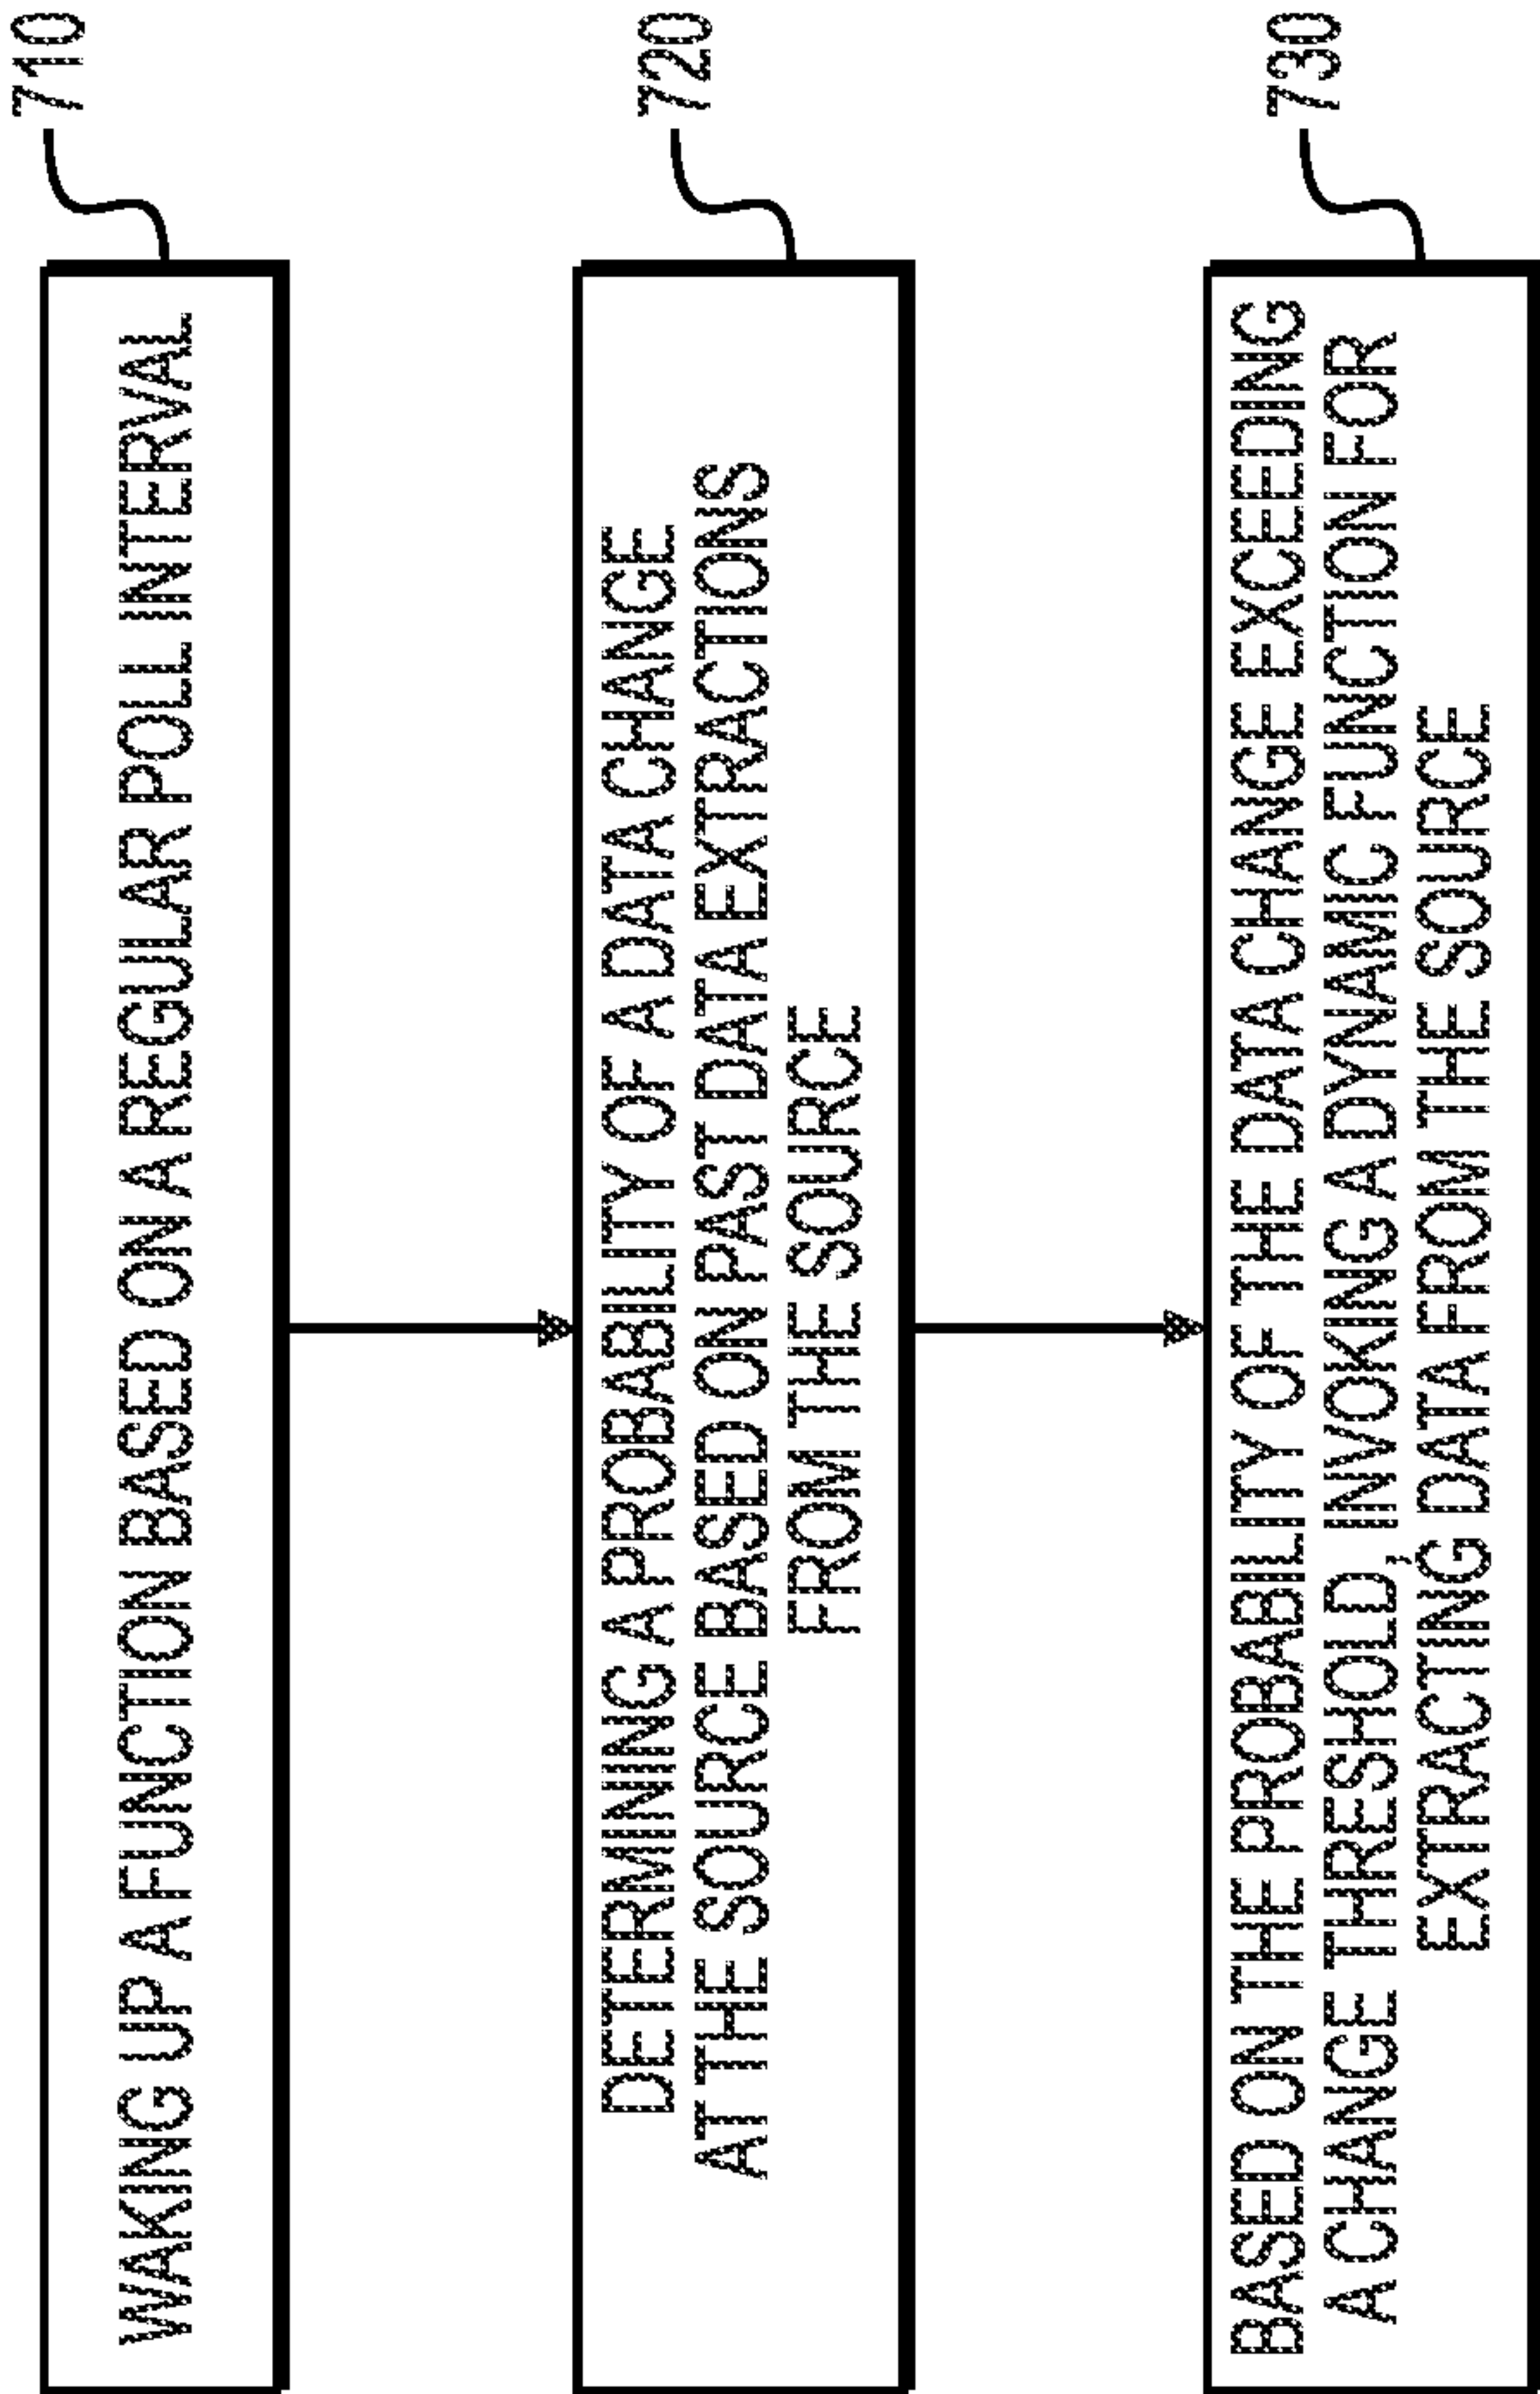 710
WAKING UP A FUNCTION BASED ON A REGULAR POLL INTERVAL
720
DETERMINING A PROBABILITY OF A DATA CHANGE
AT THE SOURCE BASED ON PAST DATA EXTRACTIONS
FROM THE SOURCE
730
BASED ON THE PROBABILITY OF THE DATA CHANGE EXCEEDING
A CHANGE THRESHOLD, INVOKING A DYNAMIC FUNCTION FOR
EXTRACTING DATA FROM THE SOURCE